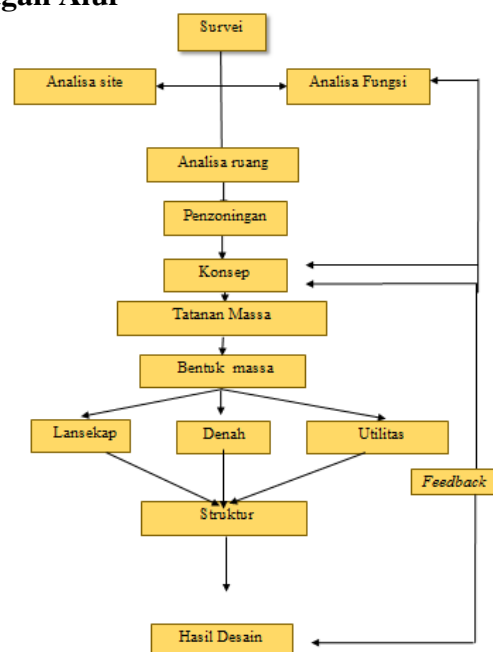 Survei
Analisa site
Analisa Fungsi
Analisa ruang
Penzoningan
Konsep
Tatanan Massa
Bentuk massa
Lansekap
Denah
Utilitas
Feedback
Struktur
Hasil Desain